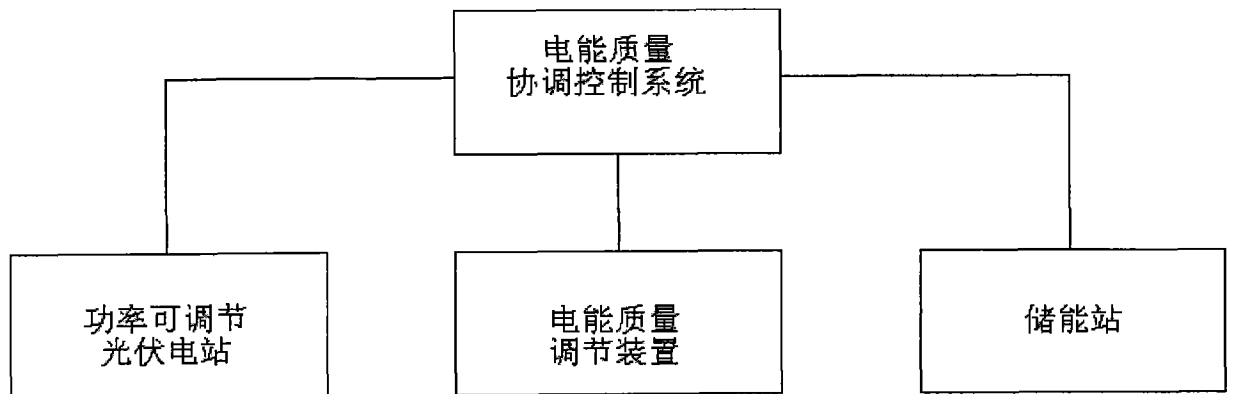 电能质量
协调控制系统
功率可调节
光伏电站
电能质量
调节装置
储能站